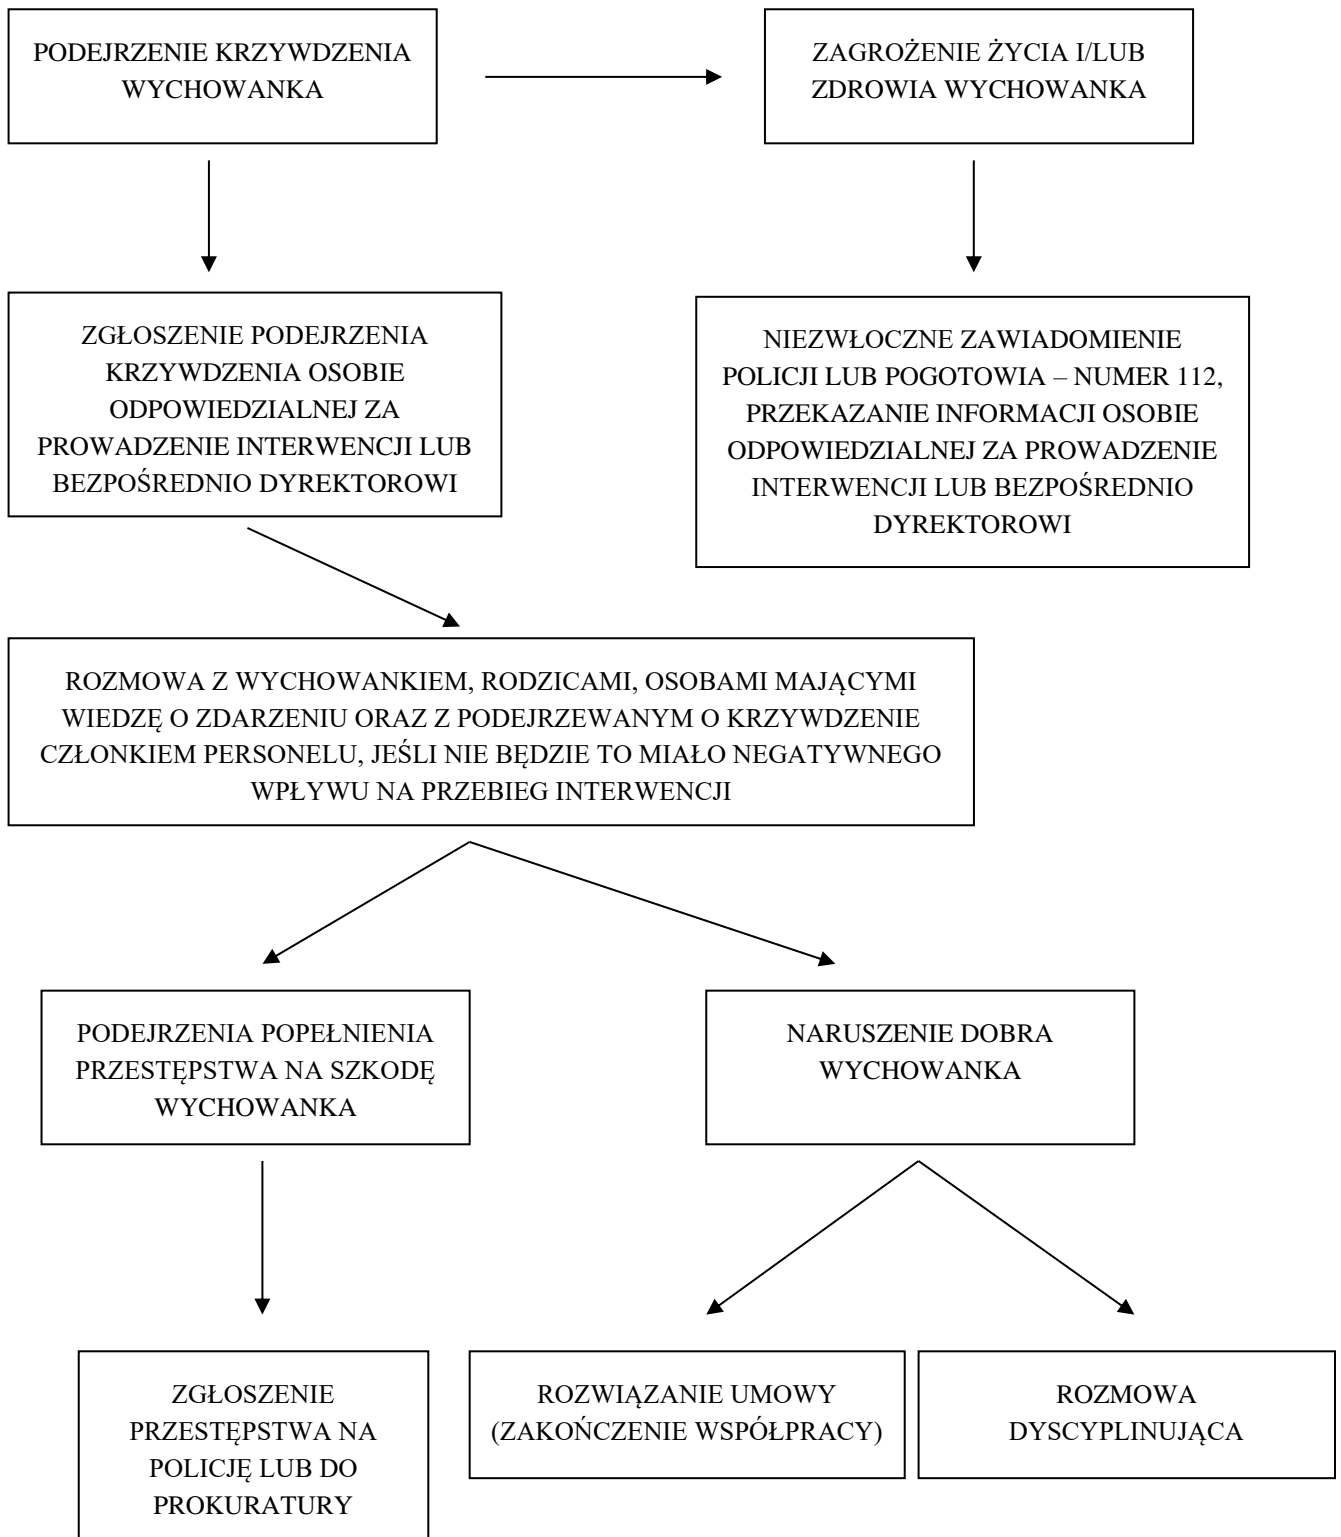 PODEJRZENIE KRZYWDZENIA
WYCHOWANKA
ZAGROŻENIE ŻYCIA I/LUB
ZDROWIA WYCHOWANKA
ZGŁOSZENIE PODEJRZENIA
KRZYWDZENIA OSOBIE
ODPOWIEDZIALNEJ ZA
PROWADZENIE INTERWENCJI LUB
BEZPOŚREDNIO DYREKTOROWI
NIEZWŁOCZNE ZAWIADOMIENIE
POLICJI LUB POGOTOWIA – NUMER 112,
PRZEKAZANIE INFORMACJI OSOBIE
ODPOWIEDZIALNEJ ZA PROWADZENIE
INTERWENCJI LUB BEZPOŚREDNIO
DYREKTOROWI
ROZMOWA Z WYCHOWANKIEM, RODZICAMI, OSOBAMI MAJĄCYMI
WIEDZĘ O ZDARZENIU ORAZ Z PODEJRZEWANYM O KRZYWDZENIE
CZŁONKIEM PERSONELU, JEŚLI NIE BĘDZIE TO MIAŁO NEGATYWNEGO
WPŁYWU NA PRZEBIEG INTERWENCJI
PODEJRZENIA POPEŁNIENIA
PRZESTĘPSTWA NA SZKODĘ
WYCHOWANKA
NARUSZENIE DOBRA
WYCHOWANKA
ZGŁOSZENIE
PRZESTĘPSTWA NA
POLICJĘ LUB DO
PROKURATURY
ROZWIĄZANIE UMOWY
(ZAKOŃCZENIE WSPÓŁPRACY)
ROZMOWA
DYSCYPLINUJĄCA